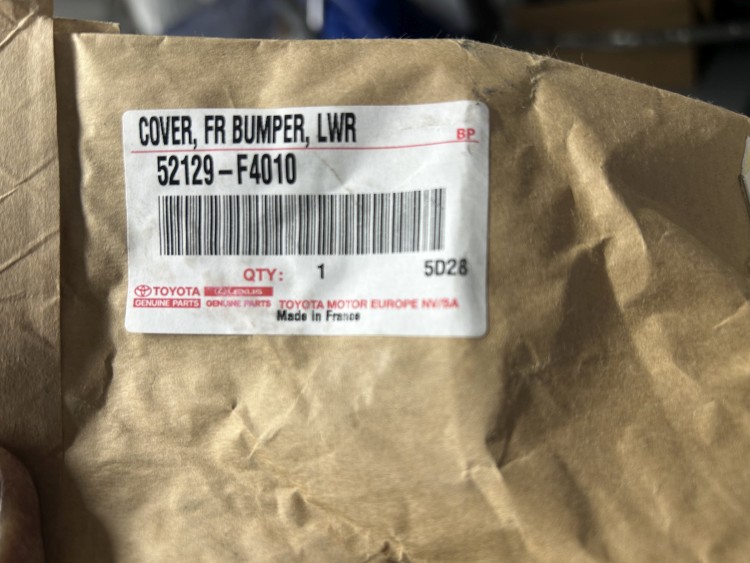 COVER, FR BUMPER, LWR BP
52129-F4010
QTY: 1 5D28
TOYOTA LEXUS
GENUINE PARTS GENUINE PARTS TOYOTA MOTOR EUROPE NV/SA
Made in France